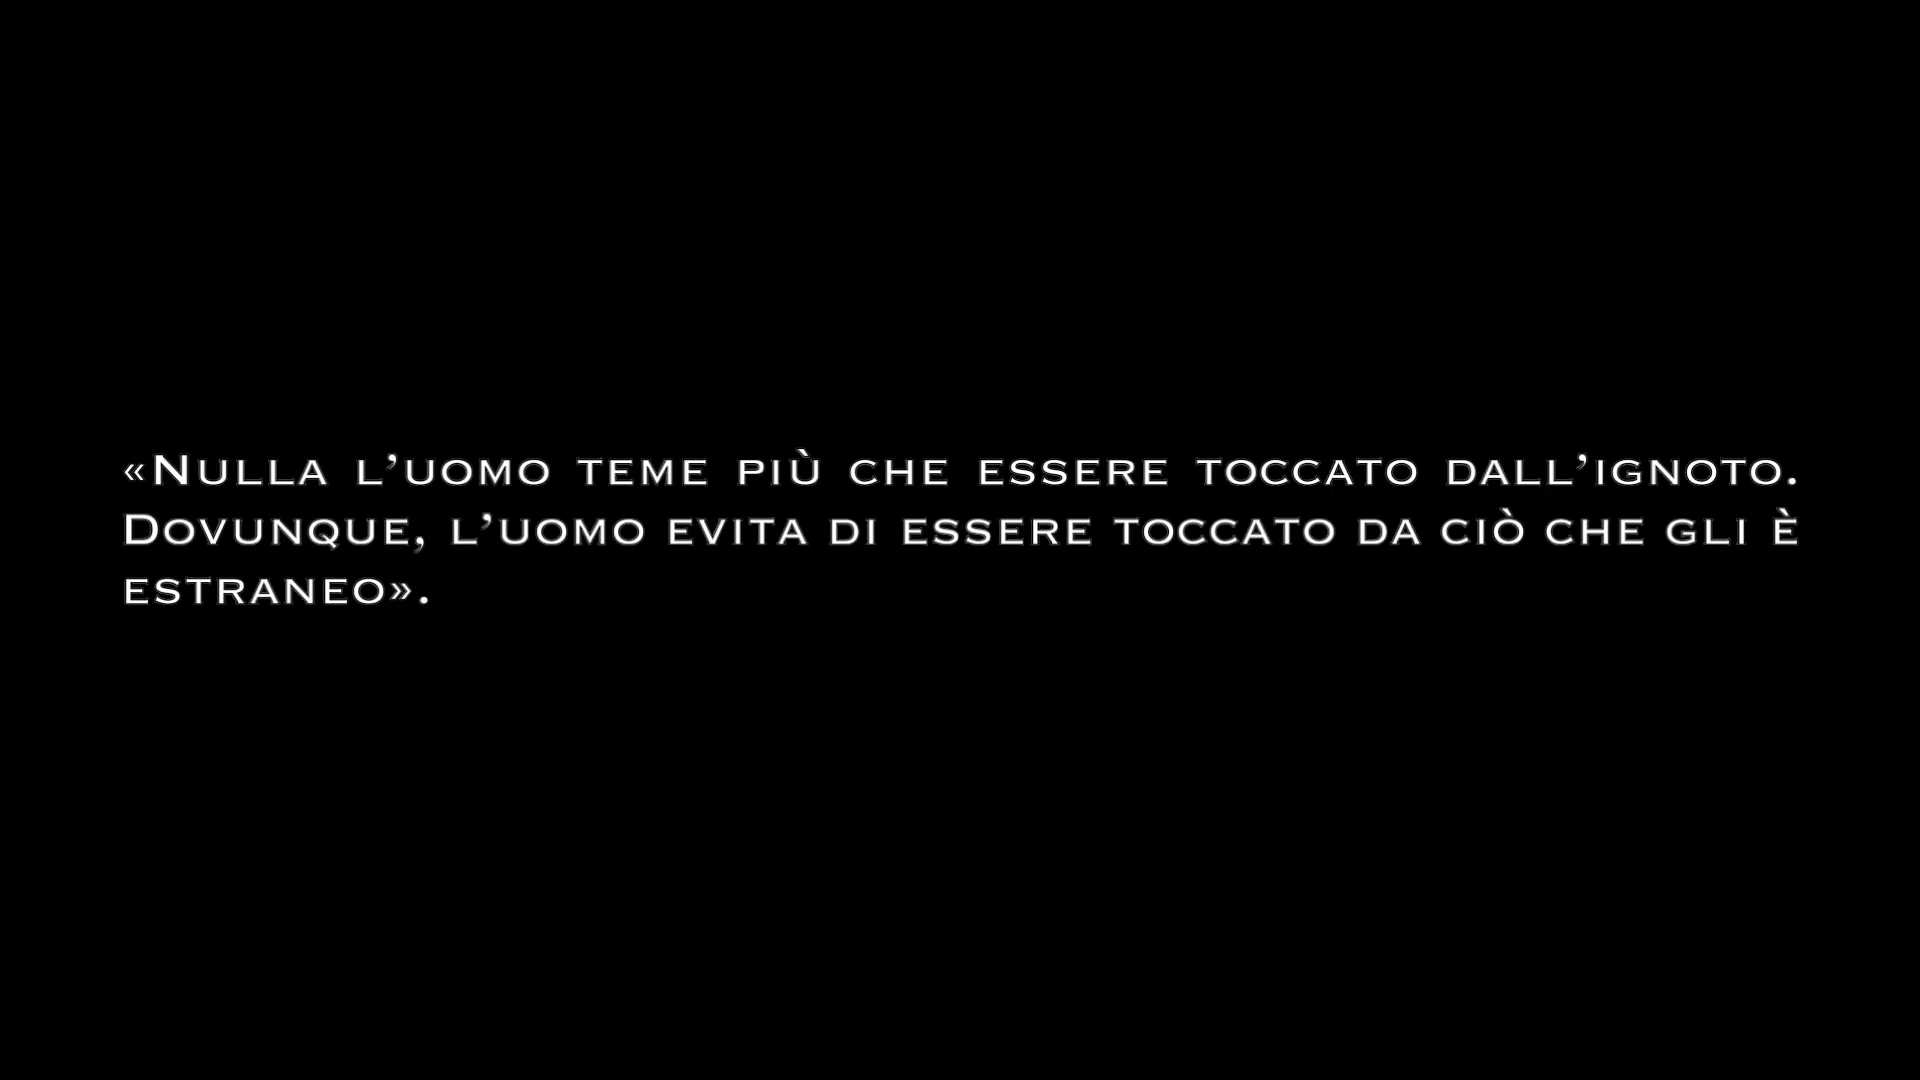 «Nulla l’uomo teme più che essere toccato dall’ignoto.
Dovunque, l’uomo evita di essere toccato da ciò che gli è
estraneo».